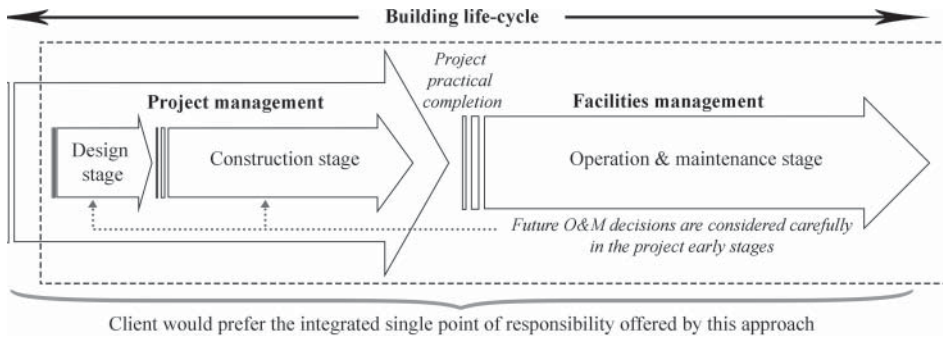 Building life-cycle
Project
practical
completion
Project management
Facilities management
Design
stage
Construction stage
Operation & maintenance stage
Future O&M decisions are considered carefully
in the project early stages
Client would prefer the integrated single point of responsibility offered by this approach